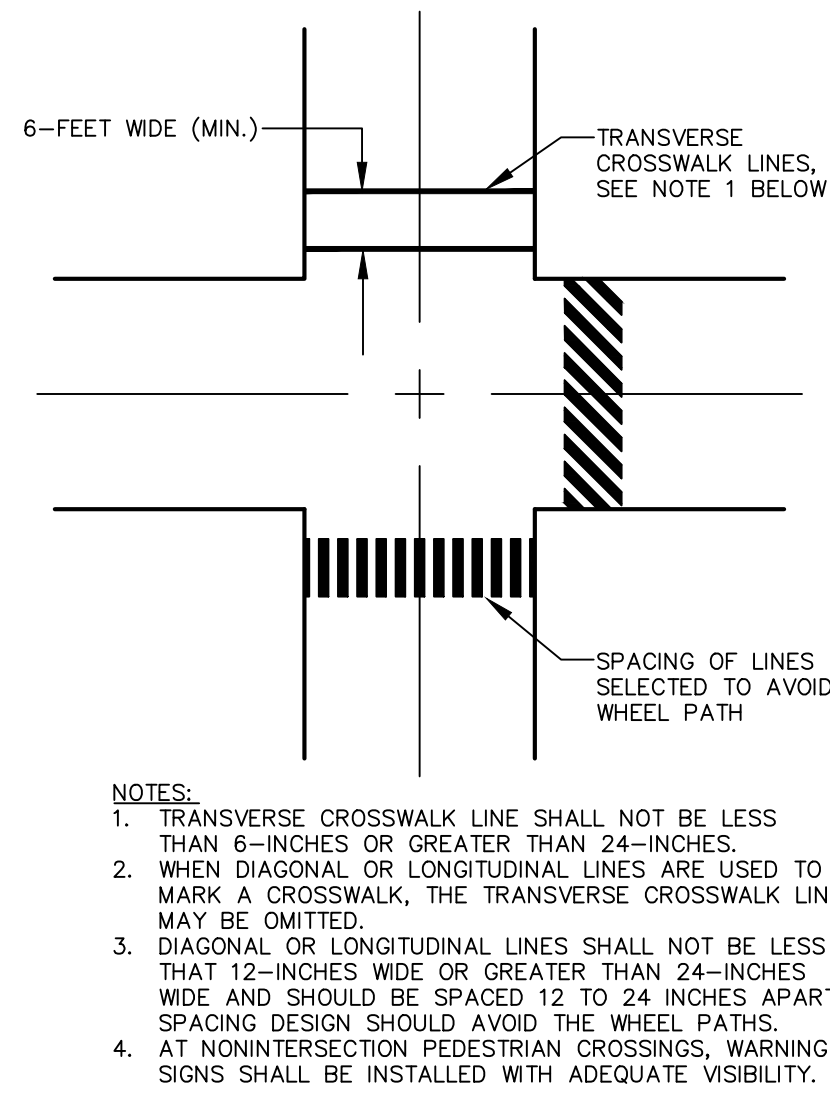 6-FEET WIDE (MIN.)
TRANSVERSE
CROSSWALK LINES,
SEE NOTE 1 BELOW
SPACING OF LINES
SELECTED TO AVOID
WHEEL PATH
NOTES:
1. TRANSVERSE CROSSWALK LINE SHALL NOT BE LESS
THAN 6-INCHES OR GREATER THAN 24-INCHES.
2. WHEN DIAGONAL OR LONGITUDINAL LINES ARE USED TO
MARK A CROSSWALK, THE TRANSVERSE CROSSWALK LIN
MAY BE OMITTED.
3. DIAGONAL OR LONGITUDINAL LINES SHALL NOT BE LESS
THAT 12-INCHES WIDE OR GREATER THAN 24-INCHES
WIDE AND SHOULD BE SPACED 12 TO 24 INCHES APART
SPACING DESIGN SHOULD AVOID THE WHEEL PATHS.
4. AT NONINTERSECTION PEDESTRIAN CROSSINGS, WARNING
SIGNS SHALL BE INSTALLED WITH ADEQUATE VISIBILITY.